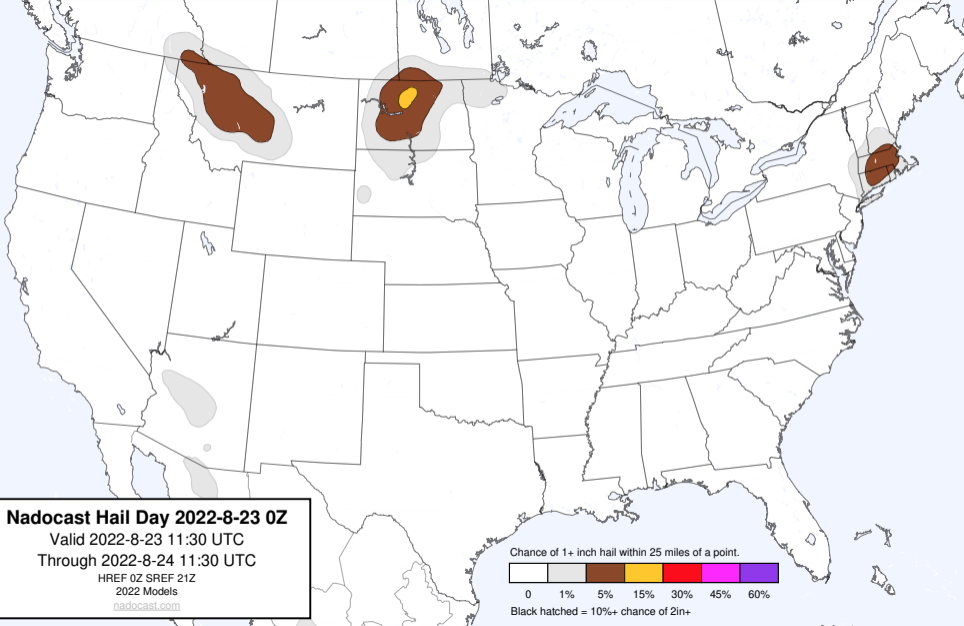 Nadocast Hail Day 2022-8-23 0Z
Valid 2022-8-23 11:30 UTC
Through 2022-8-24 11:30 UTC
HREF 0Z SREF 21Z
2022 Models
nadocast.com
Chance of 1+ inch hail within 25 miles of a point.
0 1% 5% 15% 30% 45% 60%
Black hatched = 10%+ chance of 2in+